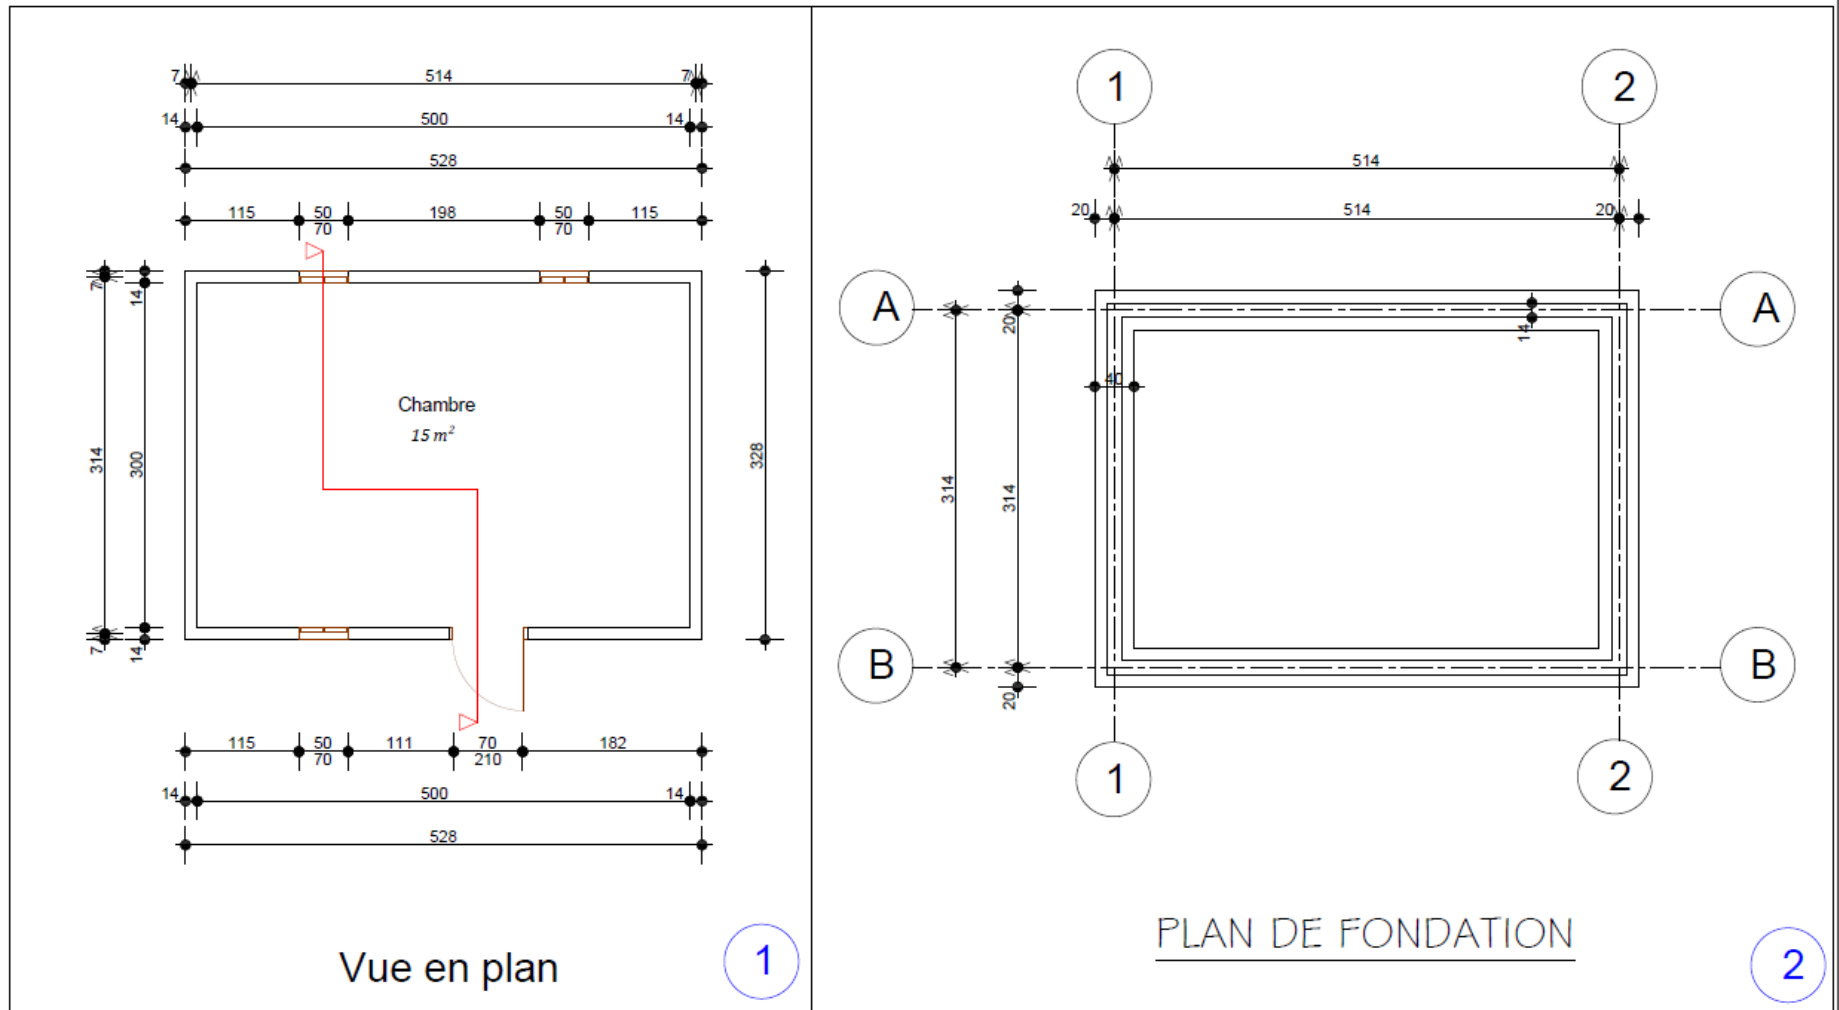 7 514 7
14 500 14
528
115 50 198 50 115
70 70
7 14
Chambre
15 m²
314 300 328
7 14
115 50 111 70 182
70 210
14 500 14
528
Vue en plan
1
1 2
514
20 514 20
A 20 14 A
40
314 314
B 20 B
1 2
PLAN DE FONDATION
2